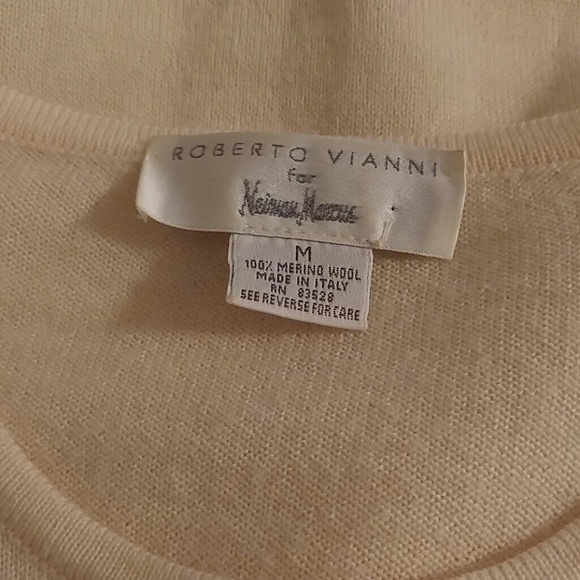 ROBERTO VIANNI
for
Neiman Marcus
M
100% MERINO WOOL
MADE IN ITALY
RN 83528
SEE REVERSE FOR CARE